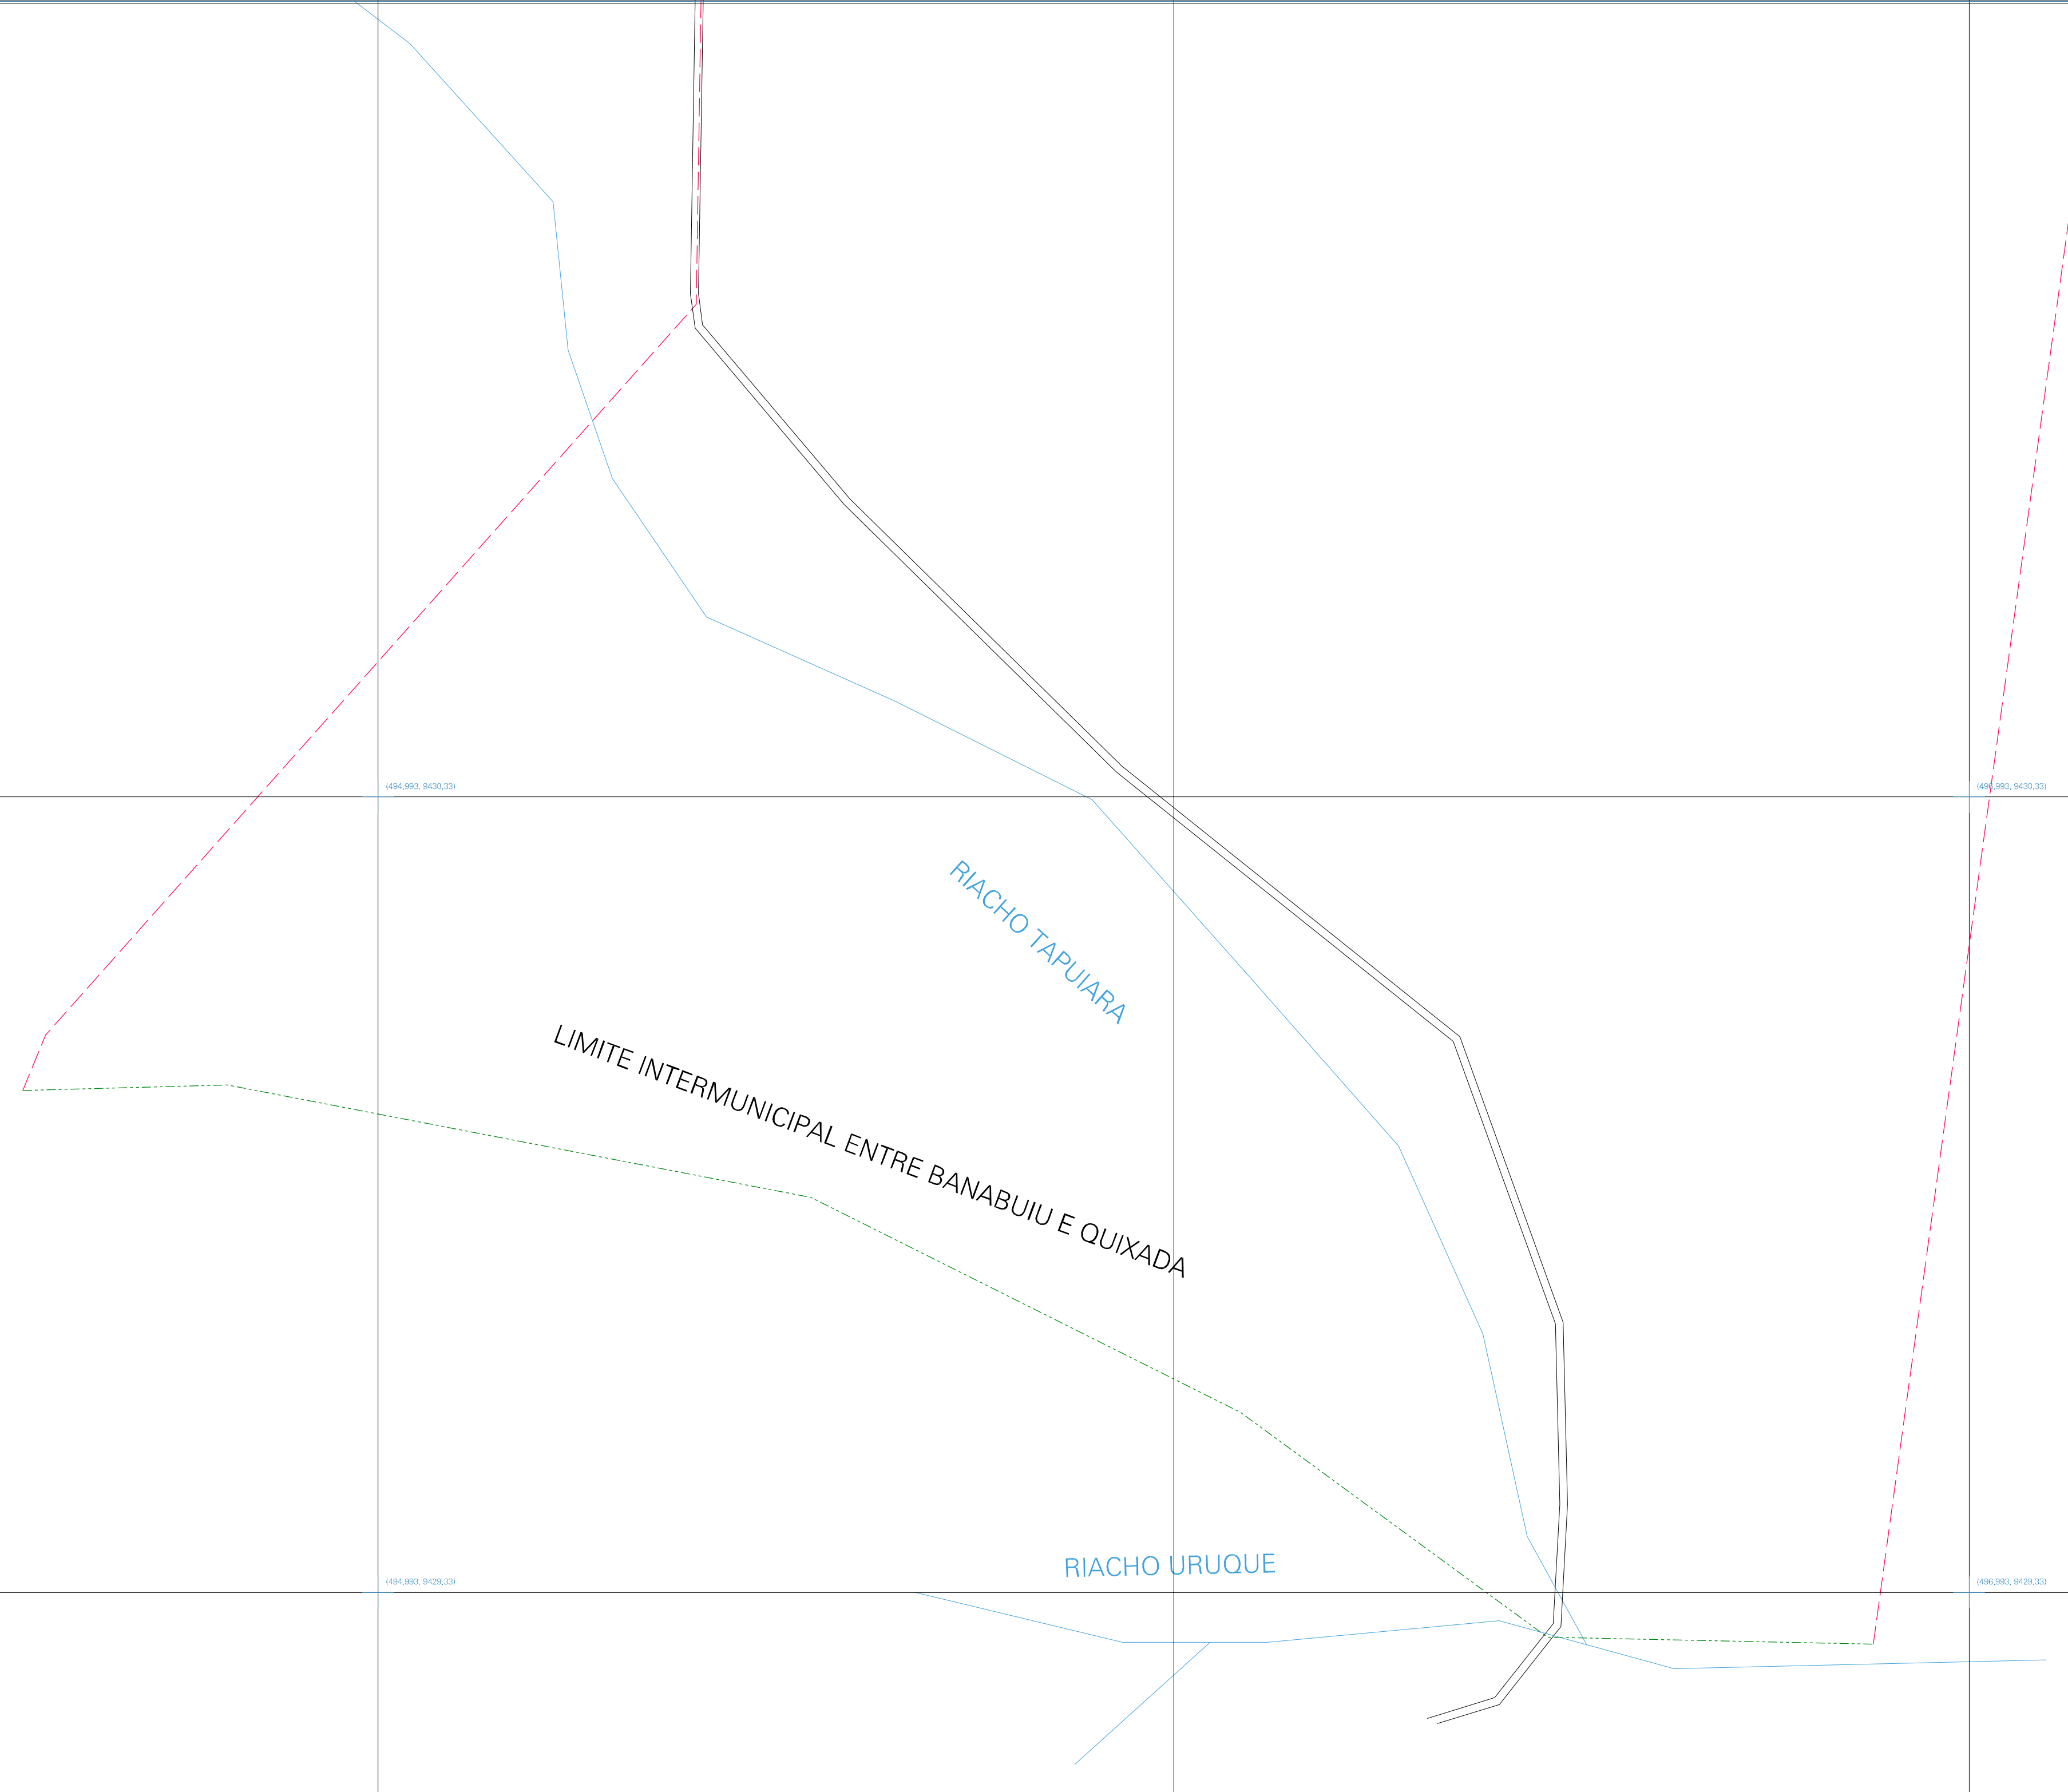 (494,993, 9430,33)
(496,993, 9430,33)
RIACHO TAPUIARA
LIMITE INTERMUNICIPAL ENTRE BANABUIU E QUIXADA
RIACHO URUQUE
(494,993, 9429,33)
(496,993, 9429,33)